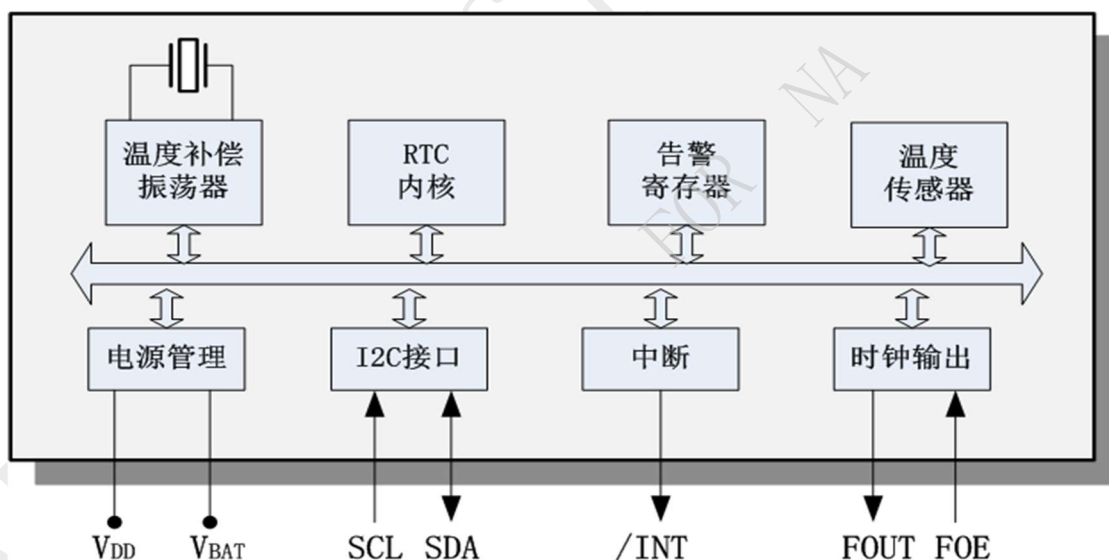 温度补偿
振荡器
RTC
内核
告警
寄存器
温度
传感器
电源管理
I2C接口
中断
时钟输出
VDD
VBAT
SCL
SDA
/INT
FOUT
FOE
FOR
NA